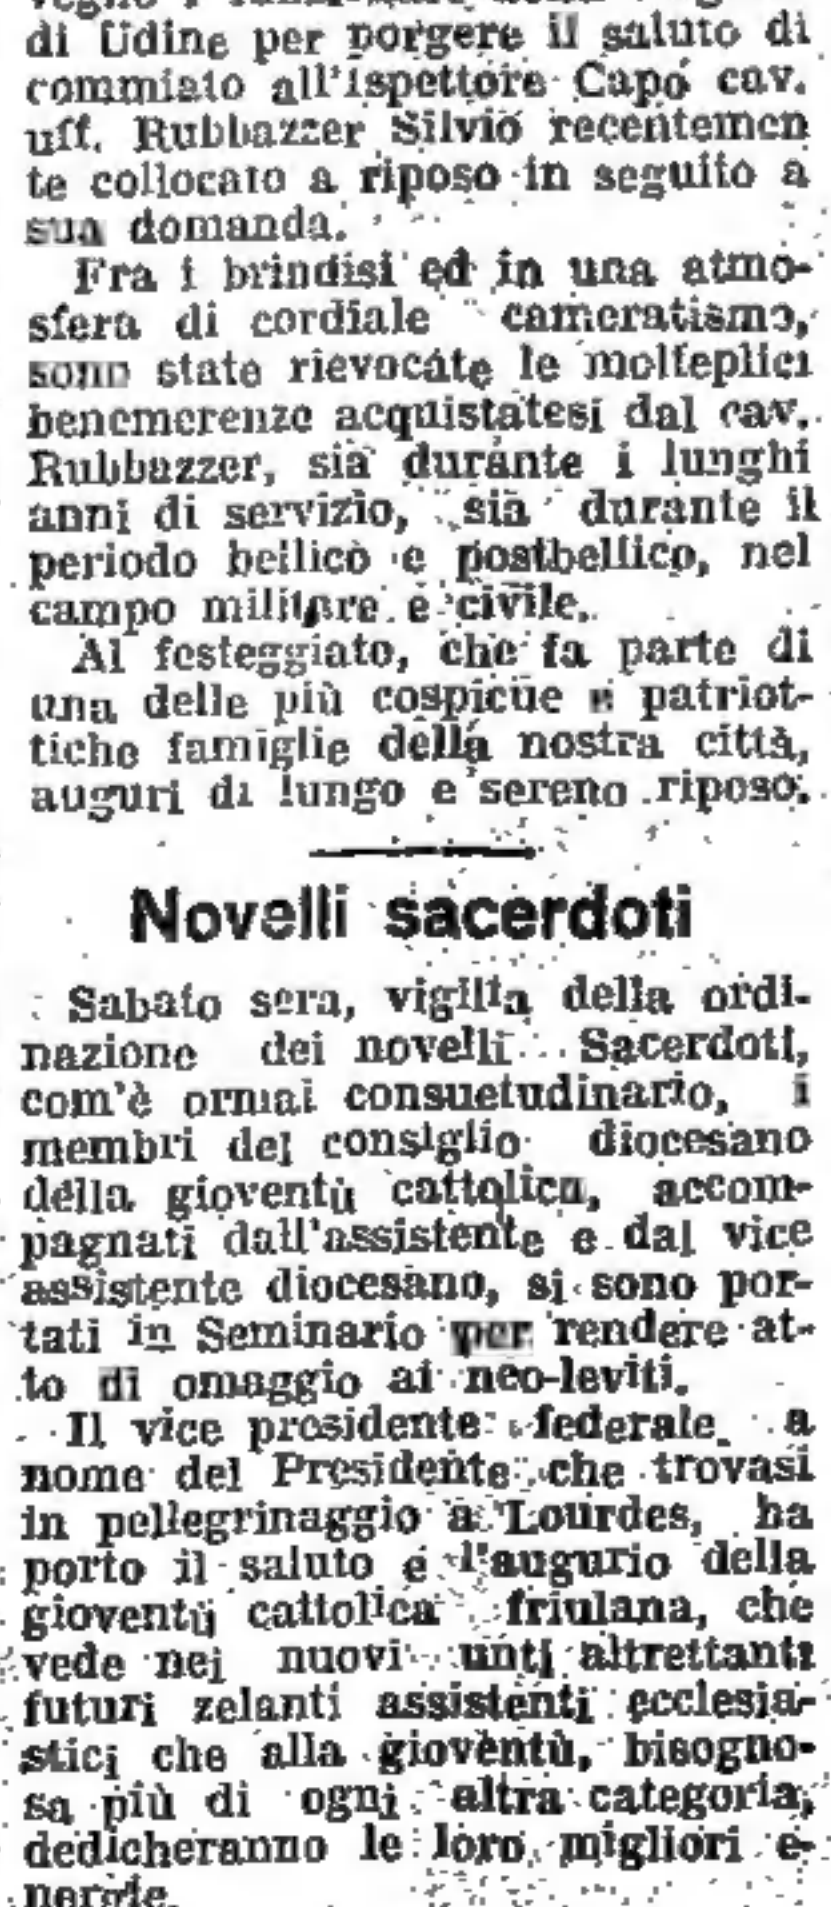 di Udine per porgere il saluto di
commiato all'Ispettore Capo cav.
uff. Rubbazzer Silvio recentemen
te collocato a riposo in seguito a
sua domanda.
Fra i brindisi ed in una atmo-
sfera di cordiale cameratismo,
sono state rievocate le molteplici
benemerenze acquistatesi dal cav.
Rubbazzer, sia durante i lunghi
anni di servizio, sia durante il
periodo bellico e postbellico, nel
campo militare e civile.
Al festeggiato, che fa parte di
una delle più cospicue e patriot-
tiche famiglie della nostra città,
auguri di lungo e sereno riposo.
Novelli sacerdoti
Sabato sera, vigilia della ordi-
nazione dei novelli Sacerdoti,
com'è ormai consuetudinario, i
membri del consiglio diocesano
della gioventù cattolica, accom-
pagnati dall'assistente e dal vice
assistente diocesano, si sono por-
tati in Seminario per rendere at-
to di omaggio ai neo-leviti.
Il vice presidente federale a
nome del Presidente che trovasi
in pellegrinaggio a Lourdes, ha
porto il saluto e l'augurio della
gioventù cattolica friulana, che
vede nei nuovi unti altrettanti
futuri zelanti assistenti ecclesia-
stici che alla gioventù, bisogno-
sa più di ogni altra categoria,
dedicheranno le loro migliori e-
nergie.